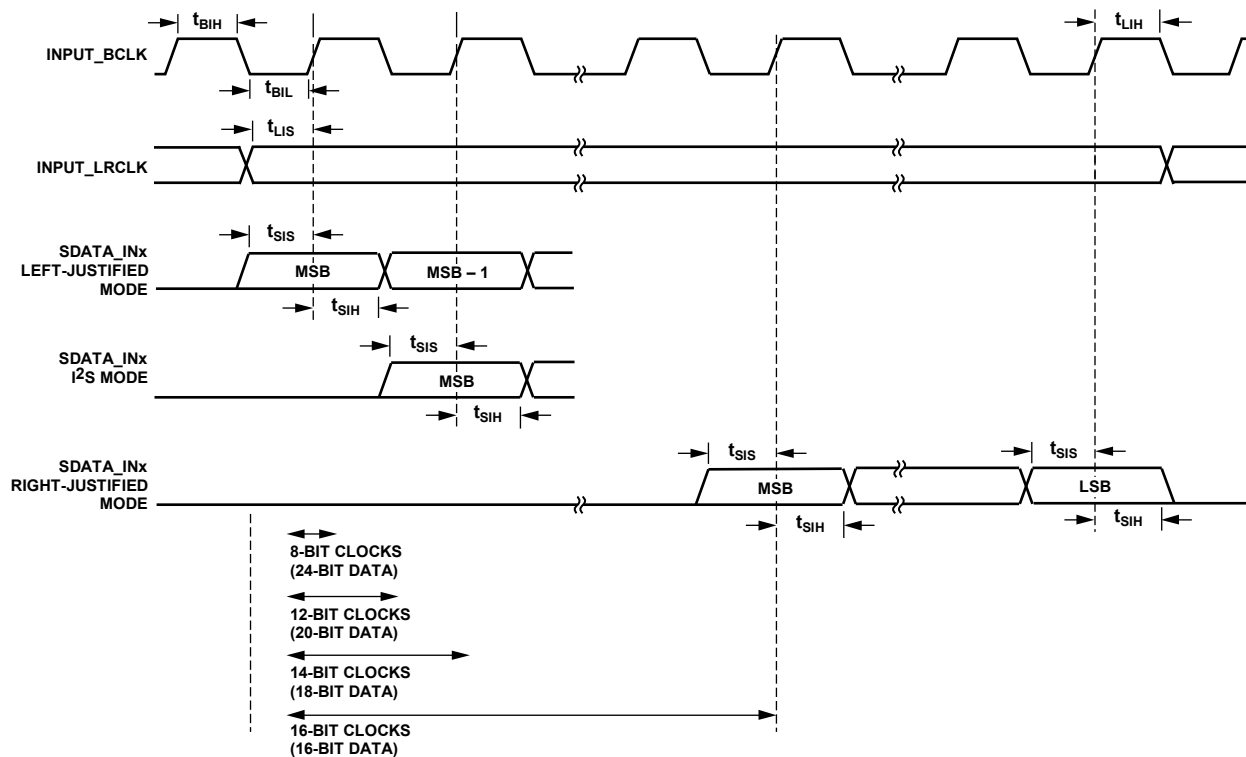 tBIH
tLIH
INPUT_BCLK
tBIL
tLIS
INPUT_LRCLK
tSIS
SDATA_INx
LEFT-JUSTIFIED
MODE
MSB
MSB – 1
tSIH
tSIS
SDATA_INx
I2S MODE
MSB
tSIH
SDATA_INx
RIGHT-JUSTIFIED
MODE
tSIS
tSIS
MSB
LSB
tSIH
tSIH
8-BIT CLOCKS
(24-BIT DATA)
12-BIT CLOCKS
(20-BIT DATA)
14-BIT CLOCKS
(18-BIT DATA)
16-BIT CLOCKS
(16-BIT DATA)